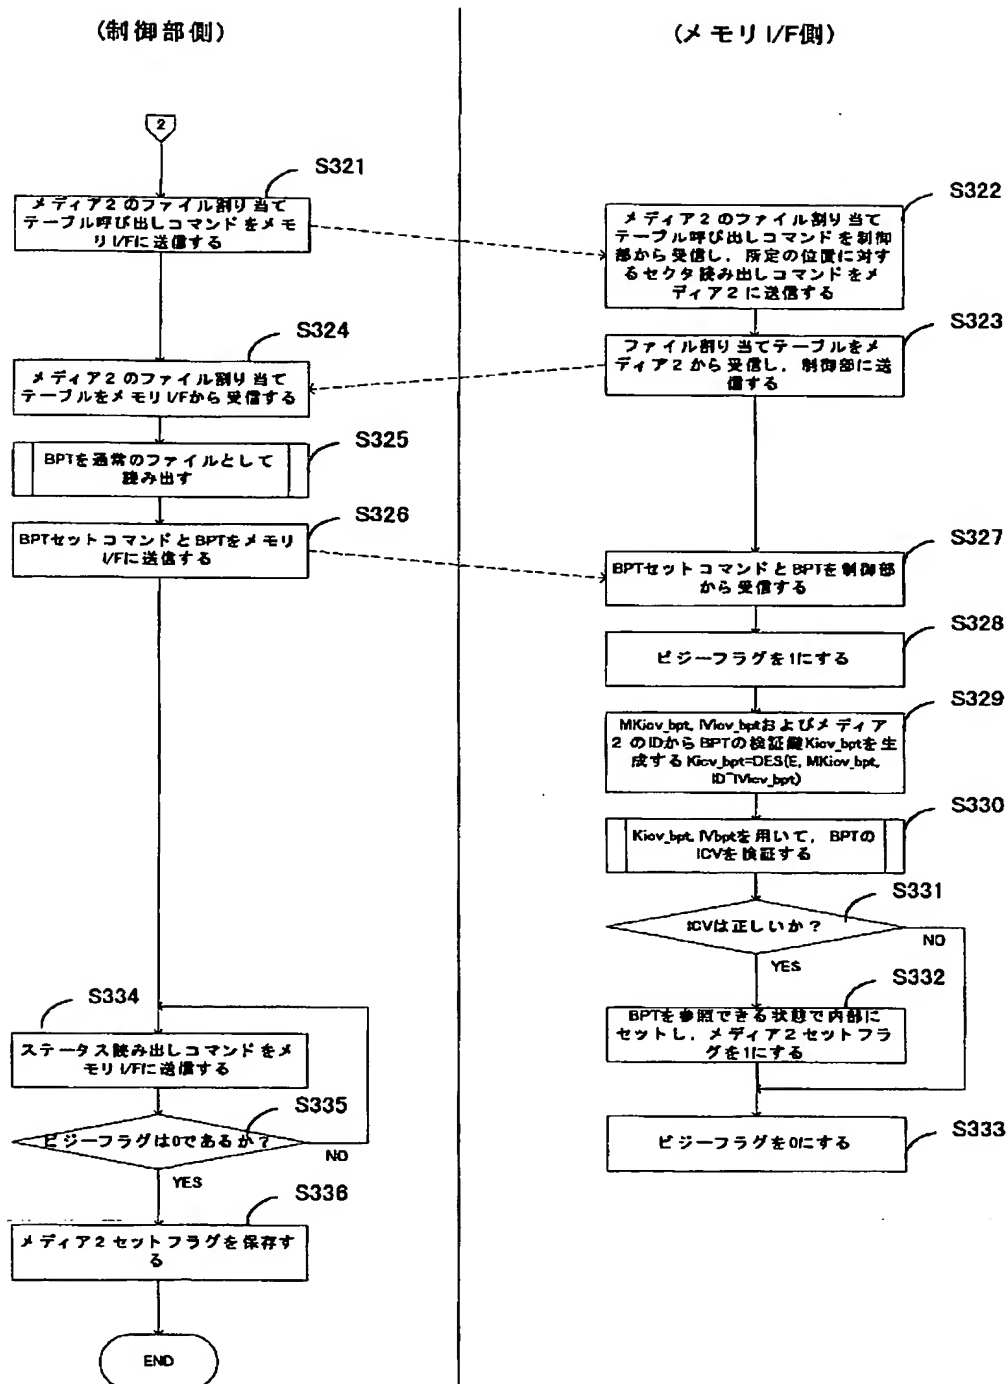 (制御部側)
(メモリI/F側)
2
S321
メディア2のファイル割り当て
テーブル呼び出しコマンドをメモ
リI/Fに送信する
S322
メディア2のファイル割り当て
テーブル呼び出しコマンドを制御
部から受信し，所定の位置に対す
るセクタ読み出しコマンドをメ
ディア2に送信する
S323
ファイル割り当てテーブルをメ
ディア2から受信し，制御部に送
信する
S324
メディア2のファイル割り当て
テーブルをメモリI/Fから受信する
S325
BPTを通常のファイルとして
読み出す
S326
BPTセットコマンドとBPTをメモリ
I/Fに送信する
S327
BPTセットコマンドとBPTを制御部
から受信する
S328
ビジーフラグを1にする
S329
MKicv_bpt, IVicv_bptおよびメディア
2のIDからBPTの検証鍵Kicv_bptを生
成する Kicv_bpt=DES(E, MKicv_bpt,
ID^IVicv_bpt)
S330
Kicv_bpt, IVbptを用いて，BPTの
ICVを検証する
S331
ICVは正しいか？
NO
YES
S332
BPTを参照できる状態で内部に
セットし，メディア2セットフラ
グを1にする
S333
ビジーフラグを0にする
S334
ステータス読み出しコマンドをメ
モリI/Fに送信する
S335
ビジーフラグは0であるか？
NO
YES
S336
メディア2セットフラグを保存す
る
END